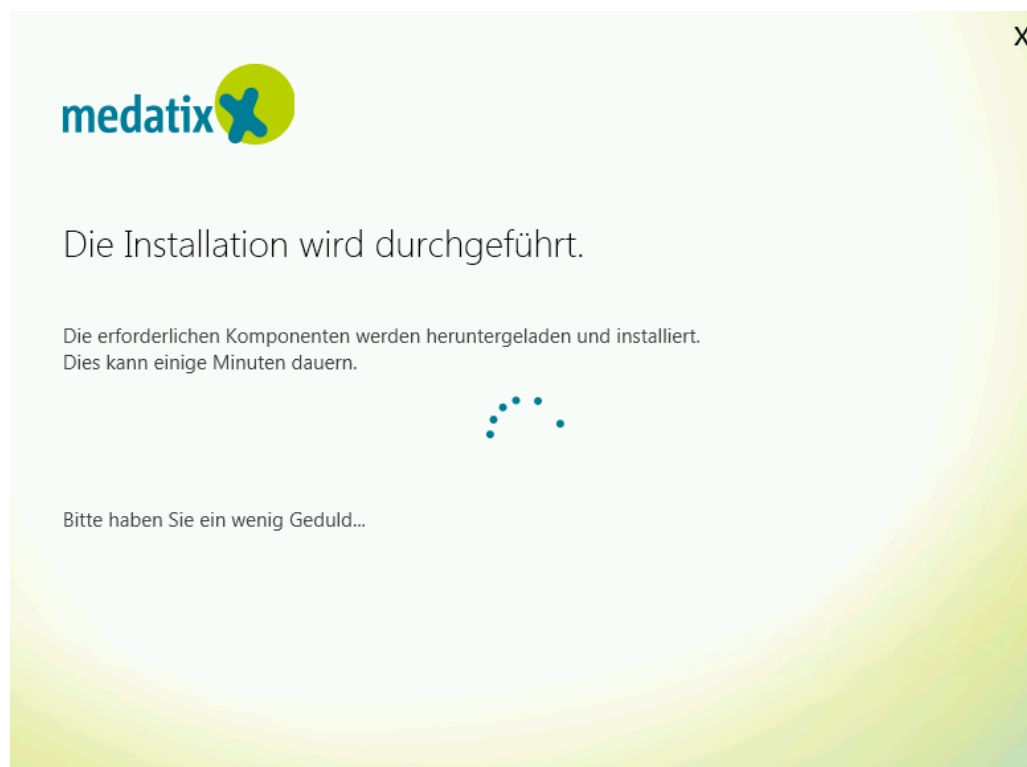 X
medatixx
Die Installation wird durchgeführt.
Die erforderlichen Komponenten werden heruntergeladen und installiert.
Dies kann einige Minuten dauern.
Bitte haben Sie ein wenig Geduld...